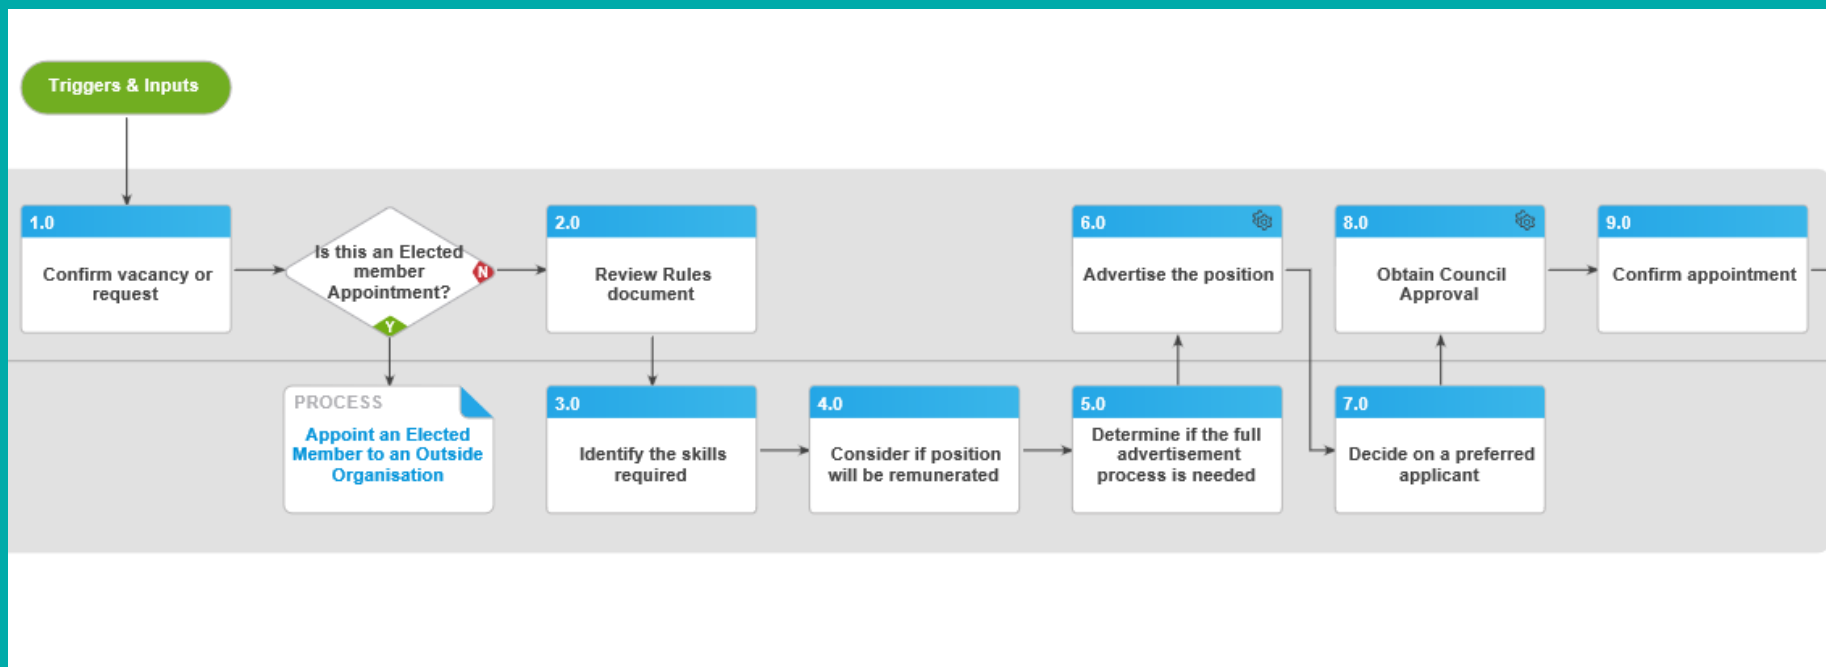 Triggers & Inputs
1.0
Confirm vacancy or
request
Is this an Elected
member
Appointment?
N
Y
2.0
Review Rules
document
6.0
Advertise the position
8.0
Obtain Council
Approval
9.0
Confirm appointment
PROCESS
Appoint an Elected
Member to an Outside
Organisation
3.0
Identify the skills
required
4.0
Consider if position
will be remunerated
5.0
Determine if the full
advertisement
process is needed
7.0
Decide on a preferred
applicant